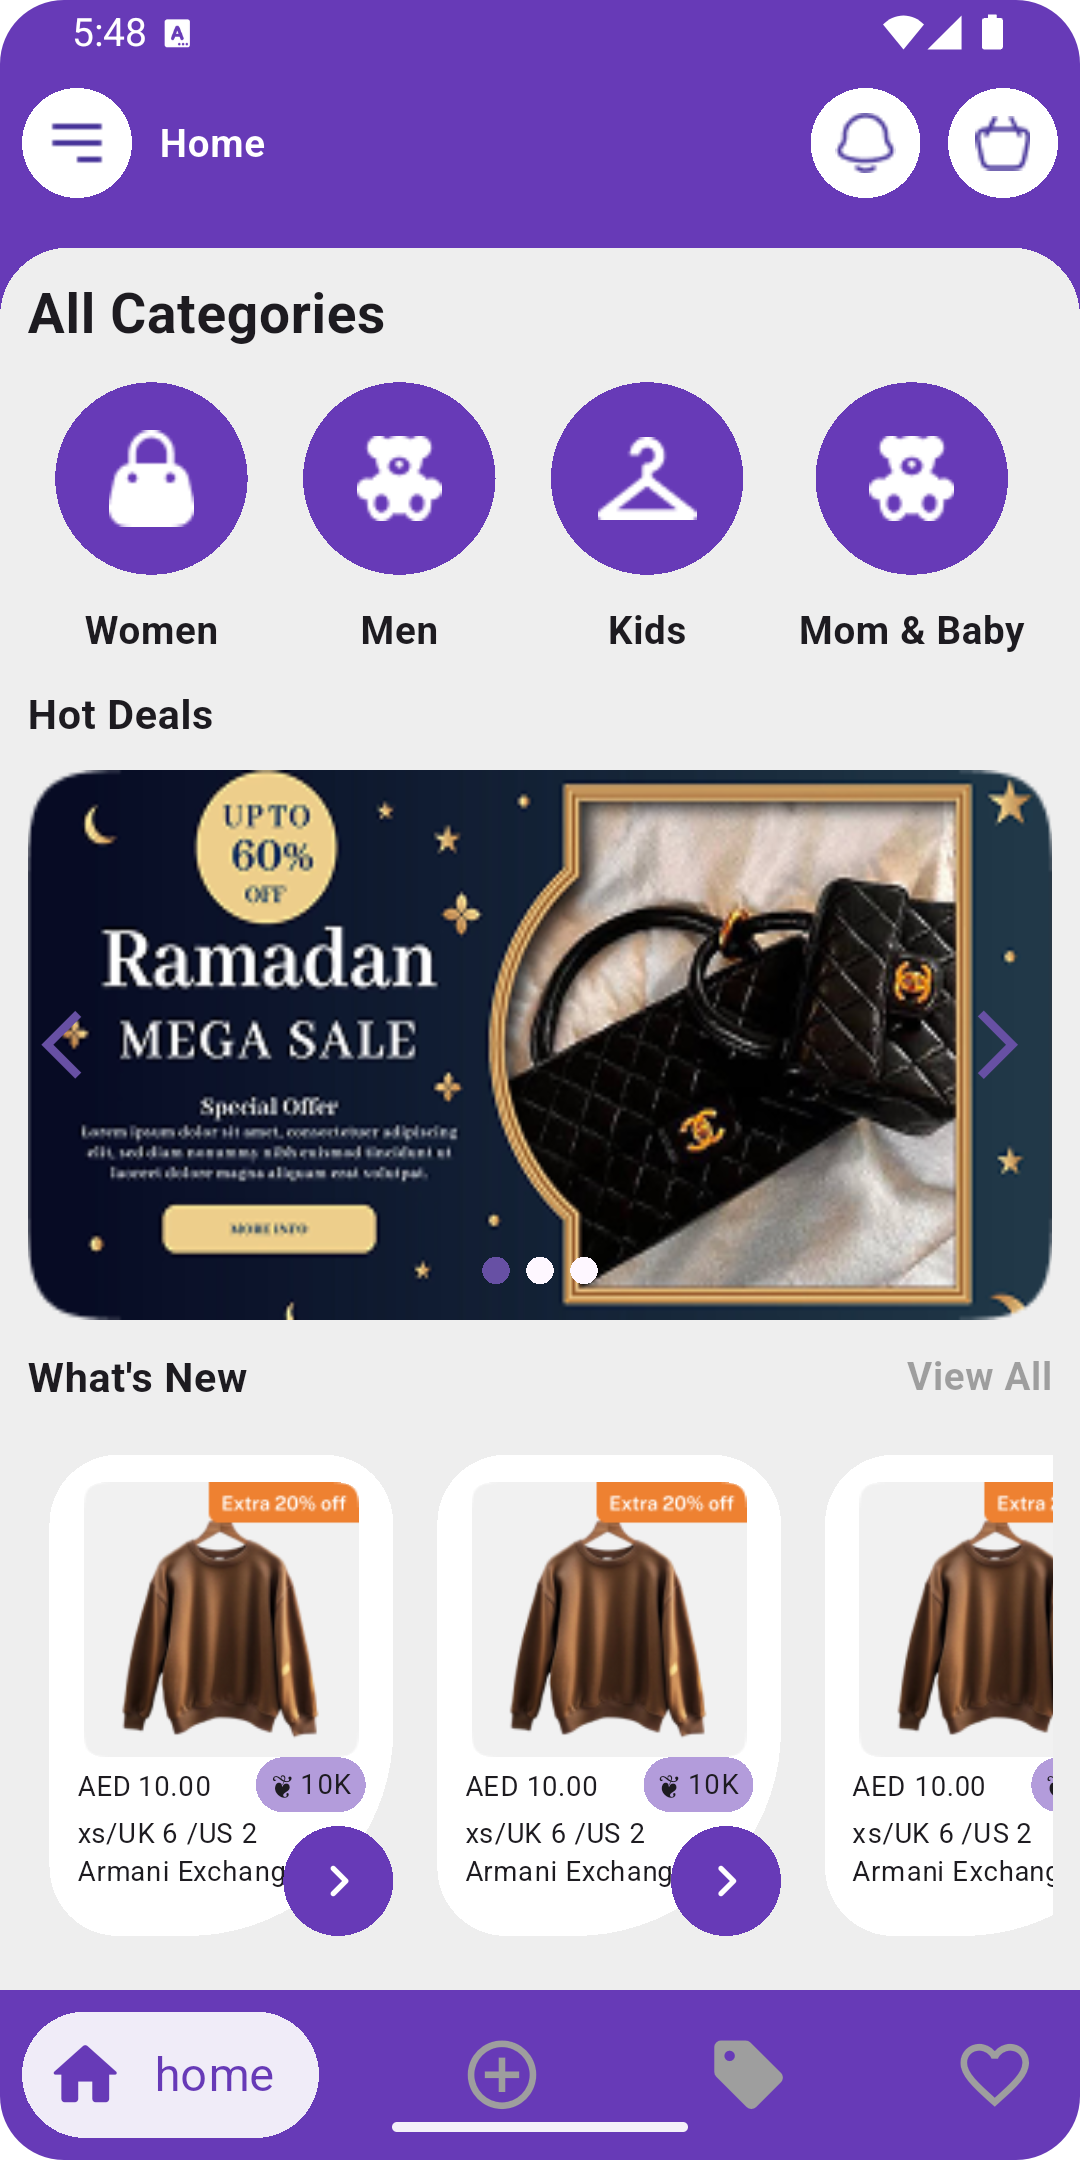 5:48
Home
All Categories
Women
Men
Kids
Mom & Baby
Hot Deals
UP TO
60%
OFF
Ramadan
MEGA SALE
Special Offer
Lorem ipsum dolor sit amet, consectetuer adipiscing
elit, sed diam nonummy nibh euismod tincidunt ut
laoreet dolore magna aliquam erat volutpat.
MORE INFO
What's New
View All
Extra 20% off
Extra 20% off
Extra
AED 10.00
10K
AED 10.00
10K
AED 10.00
xs/UK 6 /US 2
xs/UK 6 /US 2
xs/UK 6 /US 2
Armani Exchang
Armani Exchang
Armani Exchang
home